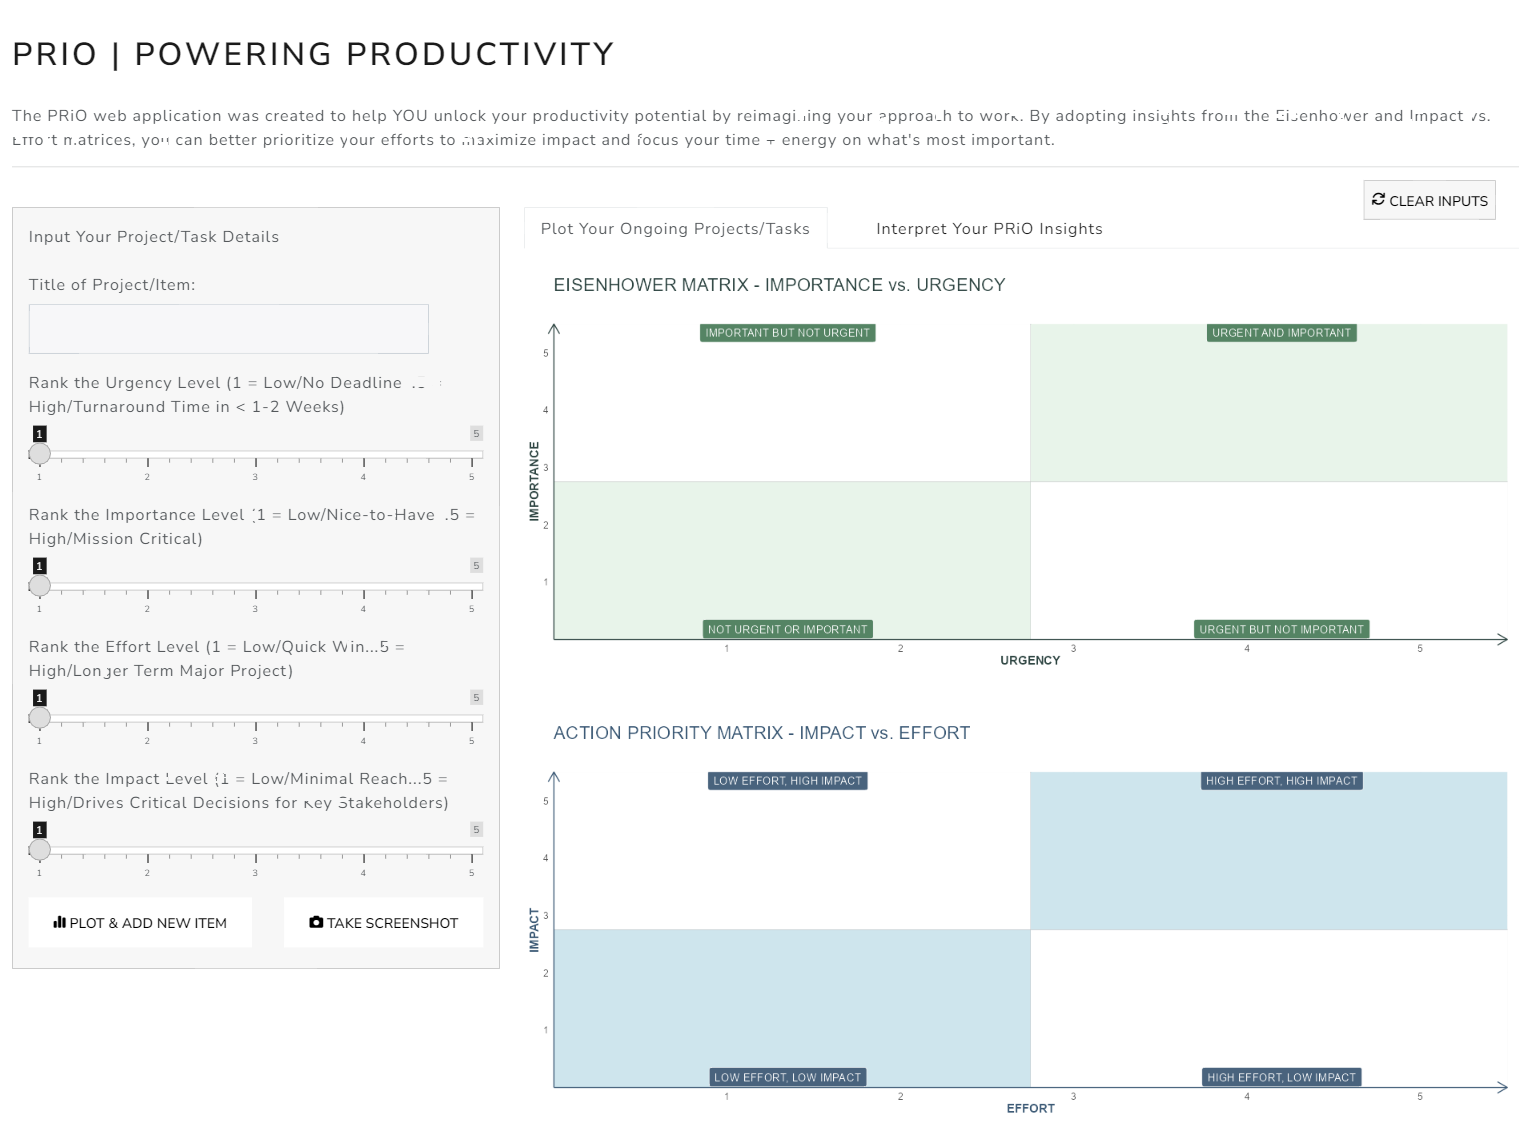 PRIO | POWERING PRODUCTIVITY
The PRiO web application was created to help YOU unlock your productivity potential by reimagining your approach to work. By adopting insights from the Eisenhower and Impact vs.
Effort matrices, you can better prioritize your efforts to maximize impact and focus your time + energy on what's most important.
CLEAR INPUTS
Input Your Project/Task Details
Title of Project/Item:
Rank the Urgency Level (1 = Low/No Deadline
High/Turnaround Time in < 1-2 Weeks)
1 5
1 2 3 4 5
Rank the Importance Level (1 = Low/Nice-to-Have .5 =
High/Mission Critical)
1 5
1 2 3 4 5
Rank the Effort Level (1 = Low/Quick Win...5 =
High/Longer Term Major Project)
1 5
1 2 3 4 5
Rank the Impact Level (1 = Low/Minimal Reach...5 =
High/Drives Critical Decisions for Key Stakeholders)
1 5
1 2 3 4 5
PLOT & ADD NEW ITEM
TAKE SCREENSHOT
Plot Your Ongoing Projects/Tasks
Interpret Your PRiO Insights
EISENHOWER MATRIX - IMPORTANCE vs. URGENCY
IMPORTANT BUT NOT URGENT
URGENT AND IMPORTANT
5
4
3
2
1
IMPORTANCE
NOT URGENT OR IMPORTANT
URGENT BUT NOT IMPORTANT
1 2 3 4 5
URGENCY
ACTION PRIORITY MATRIX - IMPACT vs. EFFORT
LOW EFFORT, HIGH IMPACT
HIGH EFFORT, HIGH IMPACT
5
4
3
2
1
IMPACT
LOW EFFORT, LOW IMPACT
HIGH EFFORT, LOW IMPACT
1 2 3 4 5
EFFORT